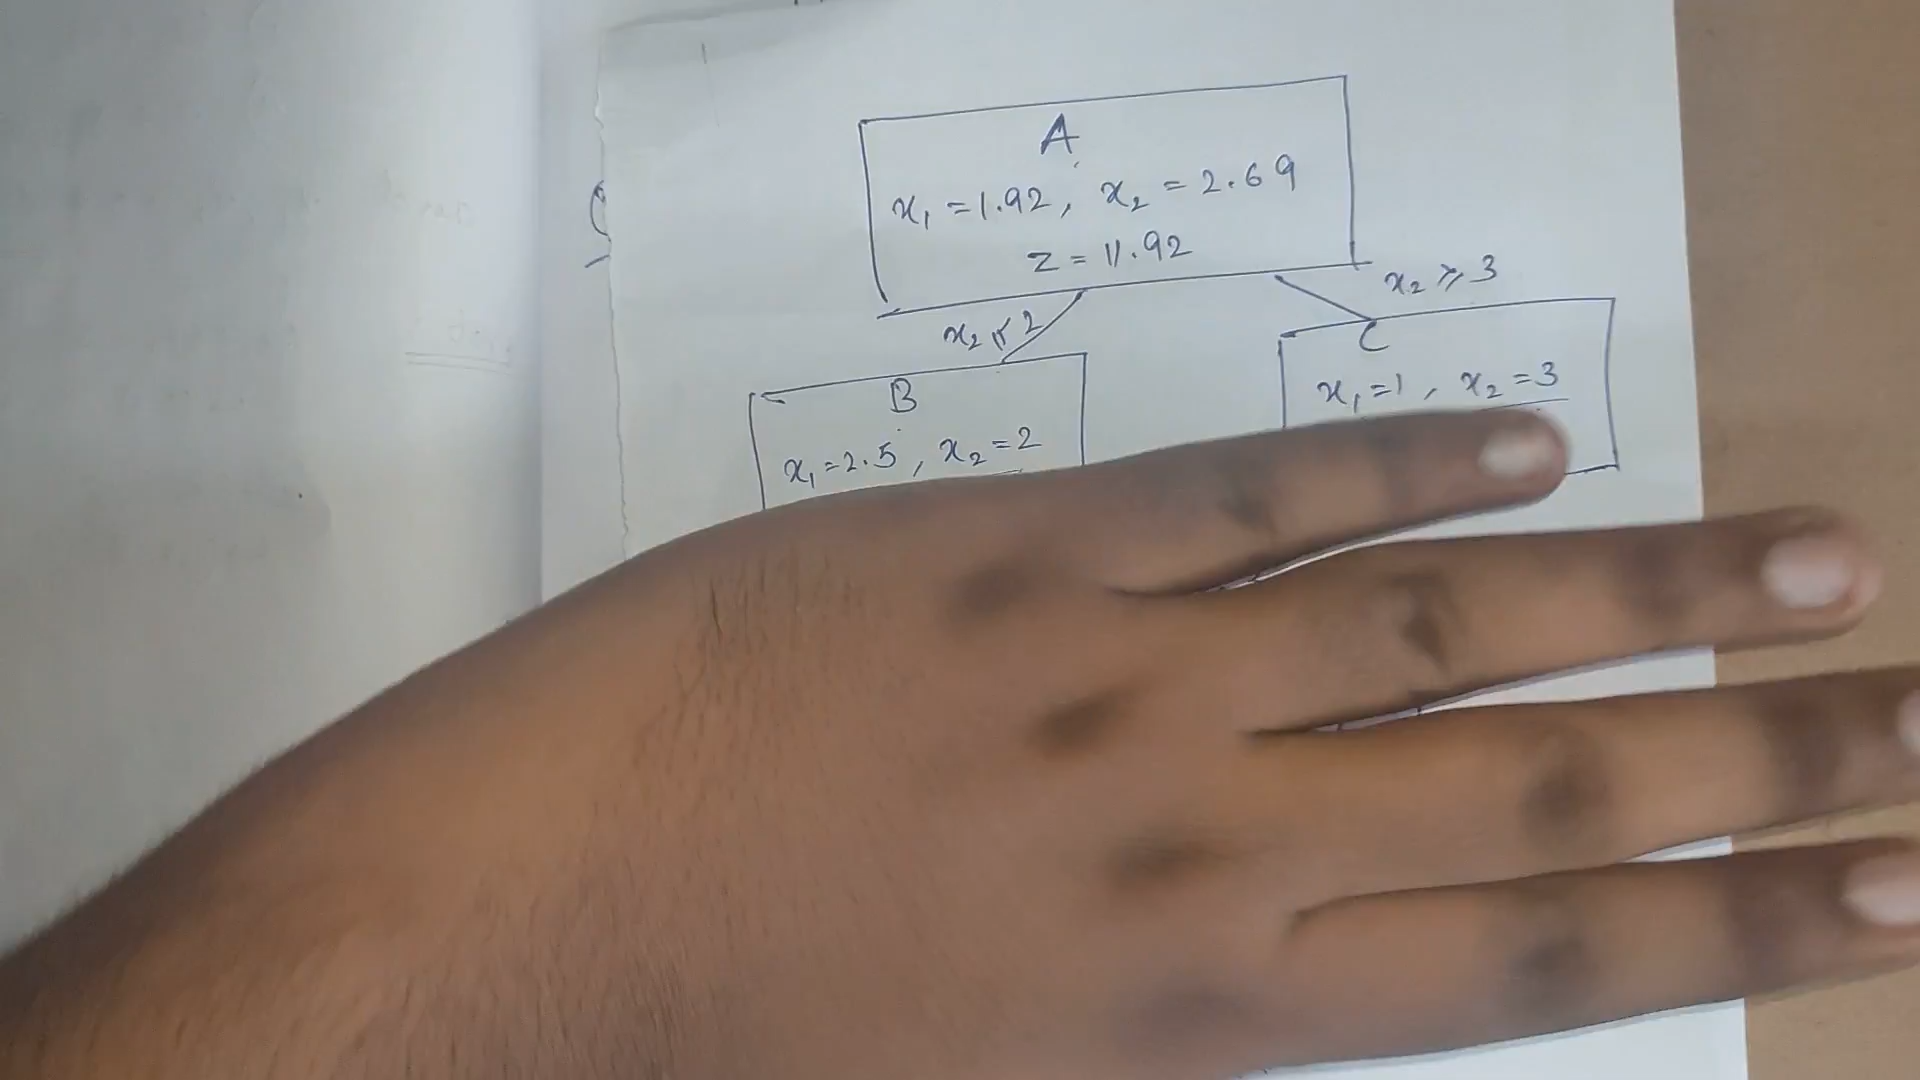 A
x₁ = 1.92, x₂ = 2.69
z = 11.92
x₂ ≤ 2
x₂ ≥ 3
B
x₁ = 2.5, x₂ = 2
C
x₁ = 1, x₂ = 3